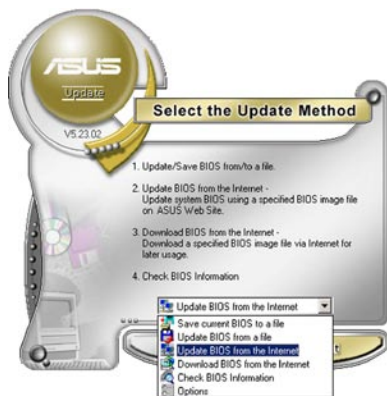 ASUS
Update
V5.23.02
Select the Update Method
1. Update/Save BIOS from/to a file.
2. Update BIOS from the Internet -
Update system BIOS using a specified BIOS image file
on ASUS Web Site.
3. Download BIOS from the Internet -
Download a specified BIOS image file via Internet for
later usage.
4. Check BIOS Information
Update BIOS from the Internet
Save current BIOS to a file
Update BIOS from a file
Update BIOS from the Internet
Download BIOS from the Internet
Check BIOS Information
Options